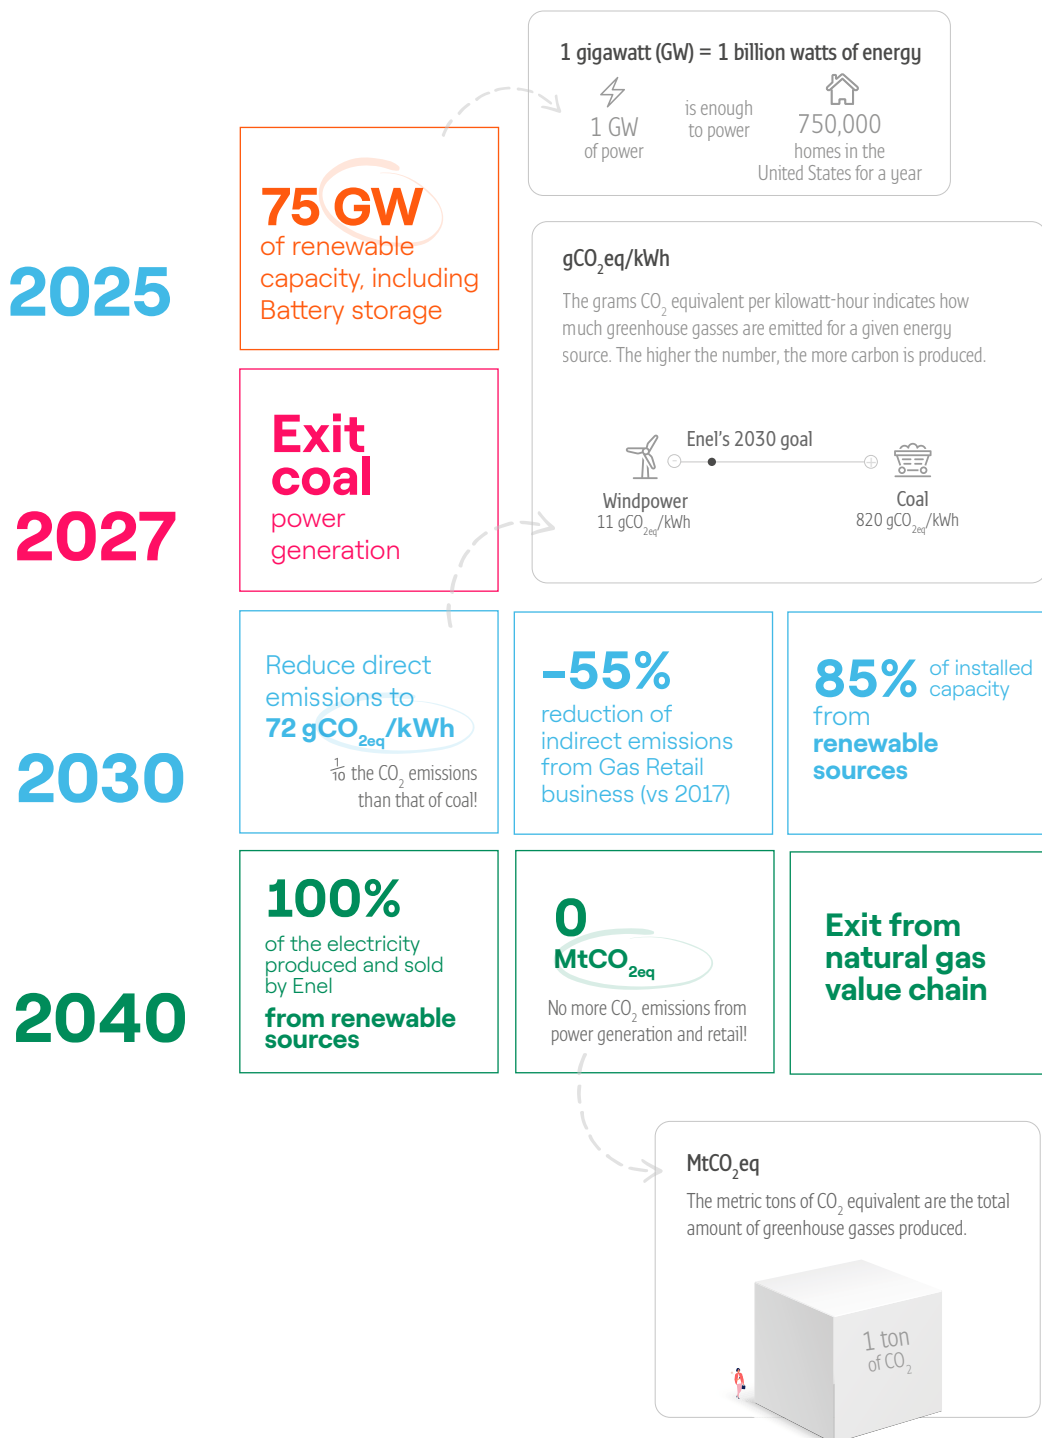 1 gigawatt (GW) = 1 billion watts of energy
1 GW
of power
is enough
to power
750,000
homes in the
United States for a year
2025
75 GW
of renewable
capacity, including
Battery storage
gCO2eq/kWh
The grams CO2 equivalent per kilowatt-hour indicates how
much greenhouse gasses are emitted for a given energy
source. The higher the number, the more carbon is produced.
Enel's 2030 goal
-
+
Windpower
11 gCO2eq/kWh
Coal
820 gCO2eq/kWh
2027
Exit
coal
power
generation
2030
Reduce direct
emissions to
72 gCO2eq/kWh
1/10 the CO2 emissions
than that of coal!
–55%
reduction of
indirect emissions
from Gas Retail
business (vs 2017)
85% of installed
capacity
from
renewable
sources
2040
100%
of the electricity
produced and sold
by Enel
from renewable
sources
0
MtCO2eq
No more CO2 emissions from
power generation and retail!
Exit from
natural gas
value chain
MtCO2eq
The metric tons of CO2 equivalent are the total
amount of greenhouse gasses produced.
1 ton
of CO2